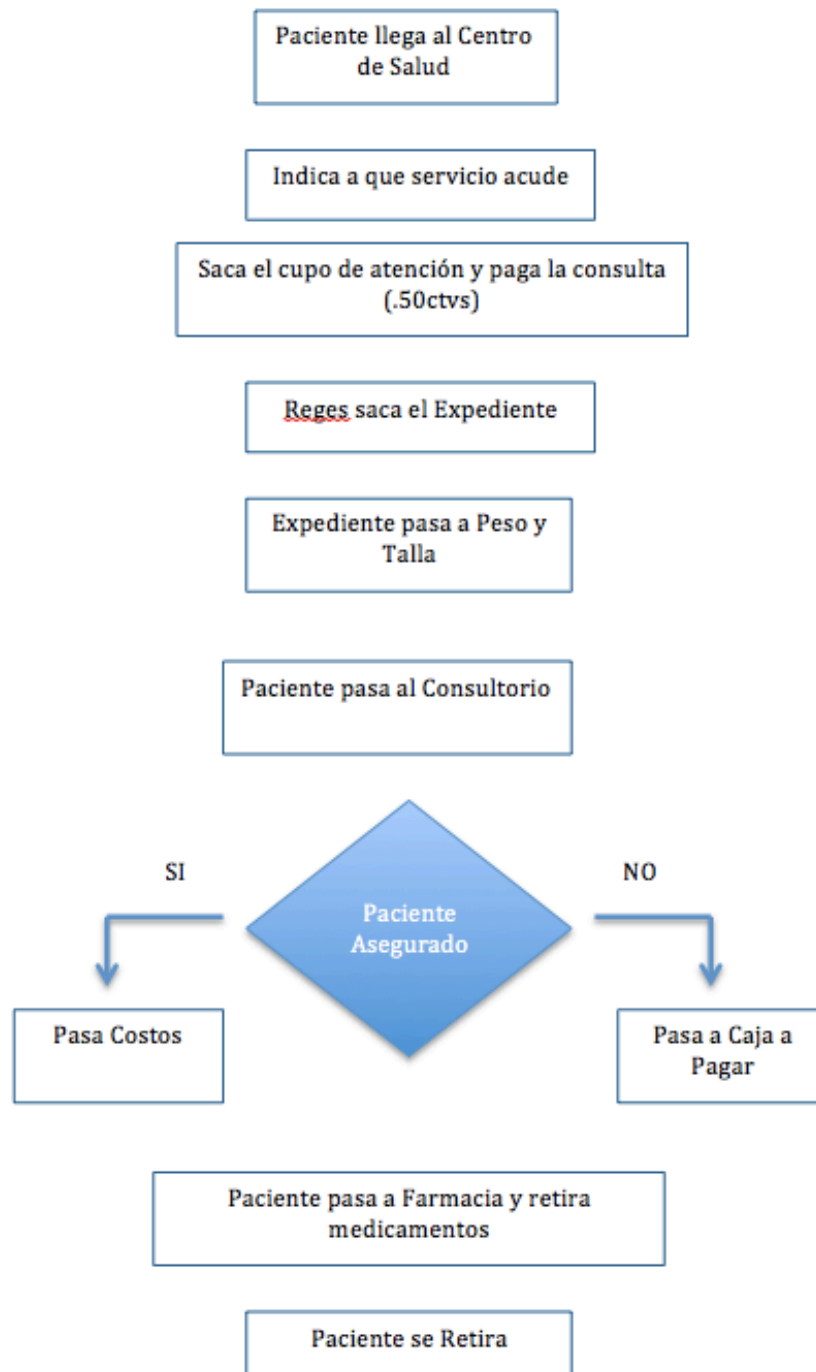 Paciente llega al Centro
de Salud
Indica a que servicio acude
Saca el cupo de atención y paga la consulta
(.50ctvs)
Reges saca el Expediente
Expediente pasa a Peso y
Talla
Paciente pasa al Consultorio
SI
NO
Paciente
Asegurado
Pasa Costos
Pasa a Caja a
Pagar
Paciente pasa a Farmacia y retira
medicamentos
Paciente se Retira